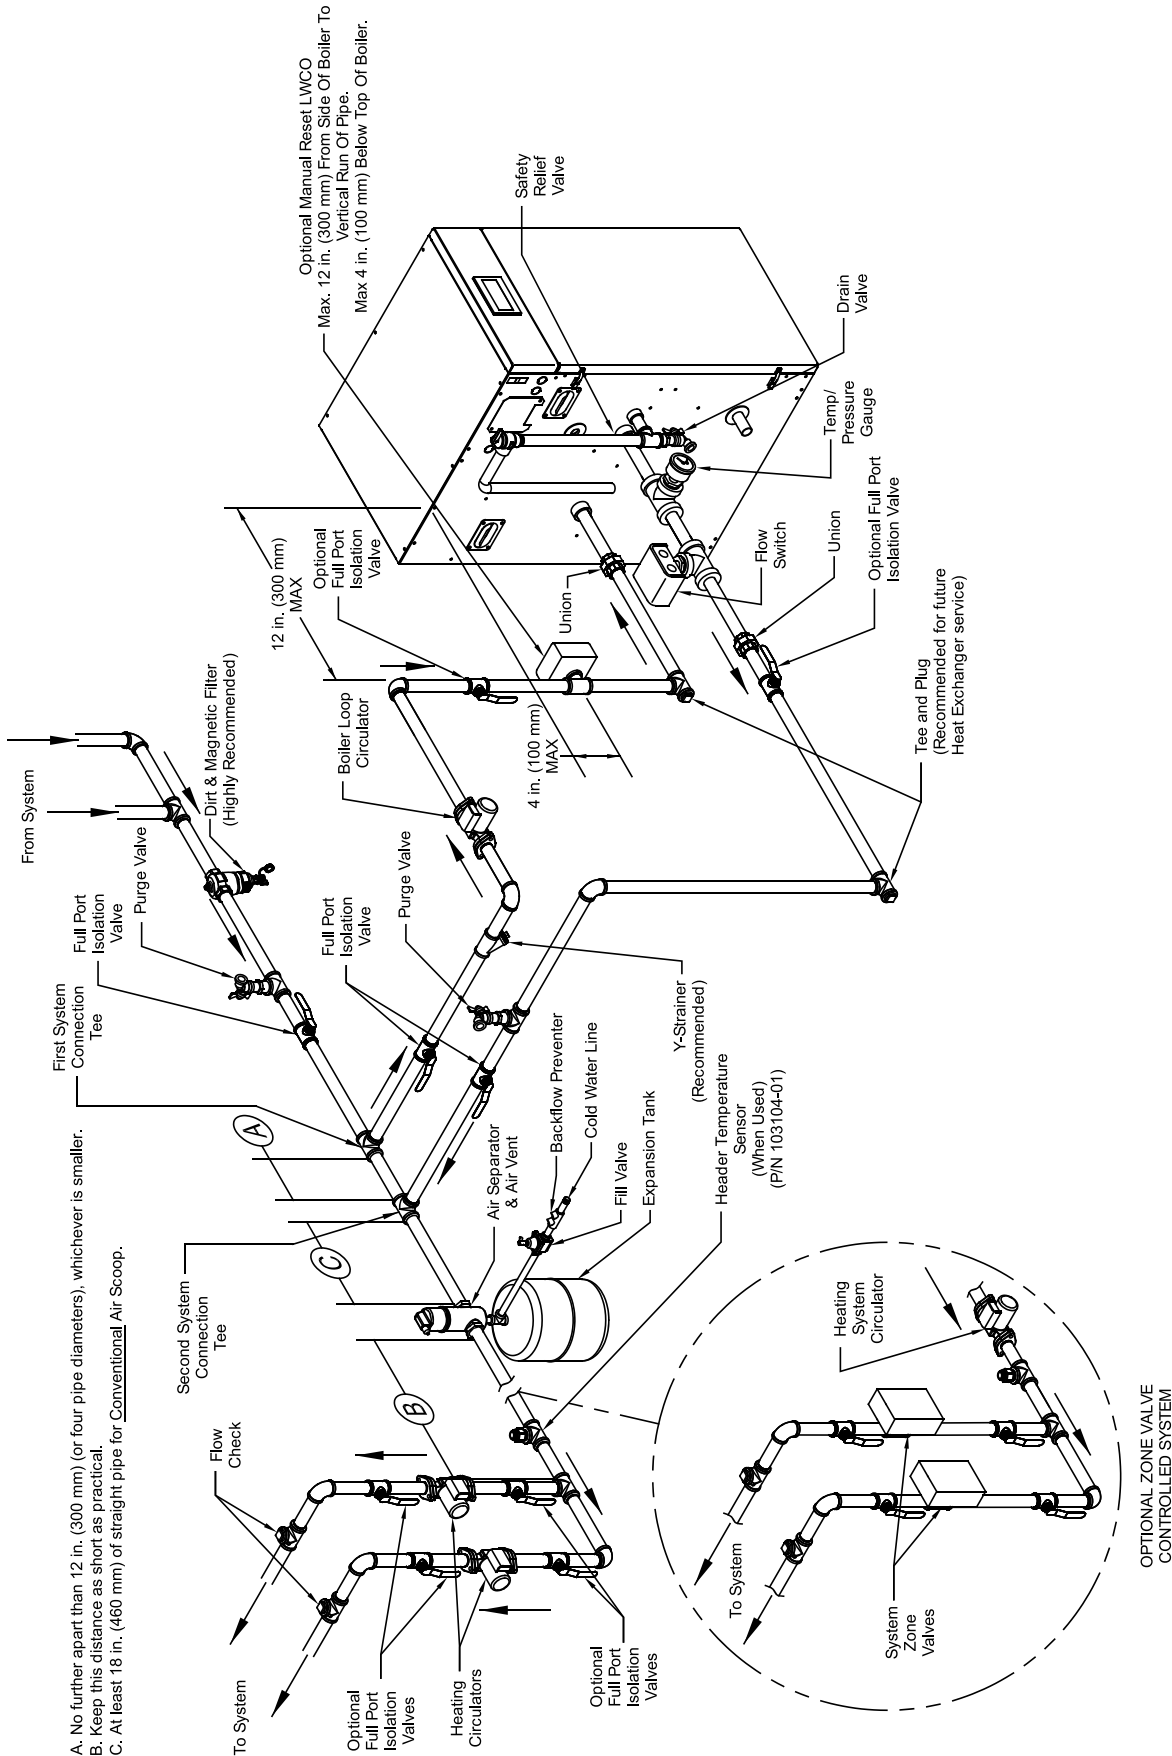 A. No further apart than 12 in. (300 mm) (or four pipe diameters), whichever is smaller.
B. Keep this distance as short as practical.
C. At least 18 in. (460 mm) of straight pipe for Conventional Air Scoop.
To System
Flow
Check
Optional
Full Port
Isolation
Valves
Heating
Circulators
Optional
Full Port
Isolation
Valves
B
Second System
Connection
Tee
C
A
First System
Connection
Tee
Full Port
Isolation
Valve
Purge Valve
From System
Dirt & Magnetic Filter
(Highly Recommended)
Air Separator
& Air Vent
Backflow Preventer
Cold Water Line
Fill Valve
Expansion Tank
Header Temperature
Sensor
(When Used)
(P/N 103104-01)
Y-Strainer
(Recommended)
Full Port
Isolation
Valve
Purge Valve
Boiler Loop
Circulator
12 in. (300 mm)
MAX
Optional
Full Port
Isolation
Valve
4 in. (100 mm)
MAX
Union
Optional Manual Reset LWCO
Max. 12 in. (300 mm) From Side Of Boiler To
Vertical Run Of Pipe.
Max 4 in. (100 mm) Below Top Of Boiler.
Safety
Relief
Valve
Drain
Valve
Temp/
Pressure
Gauge
Flow
Switch
Union
Optional Full Port
Isolation Valve
Tee and Plug
(Recommended for future
Heat Exchanger service)
To System
System
Zone
Valves
Heating
System
Circulator
OPTIONAL ZONE VALVE
CONTROLLED SYSTEM